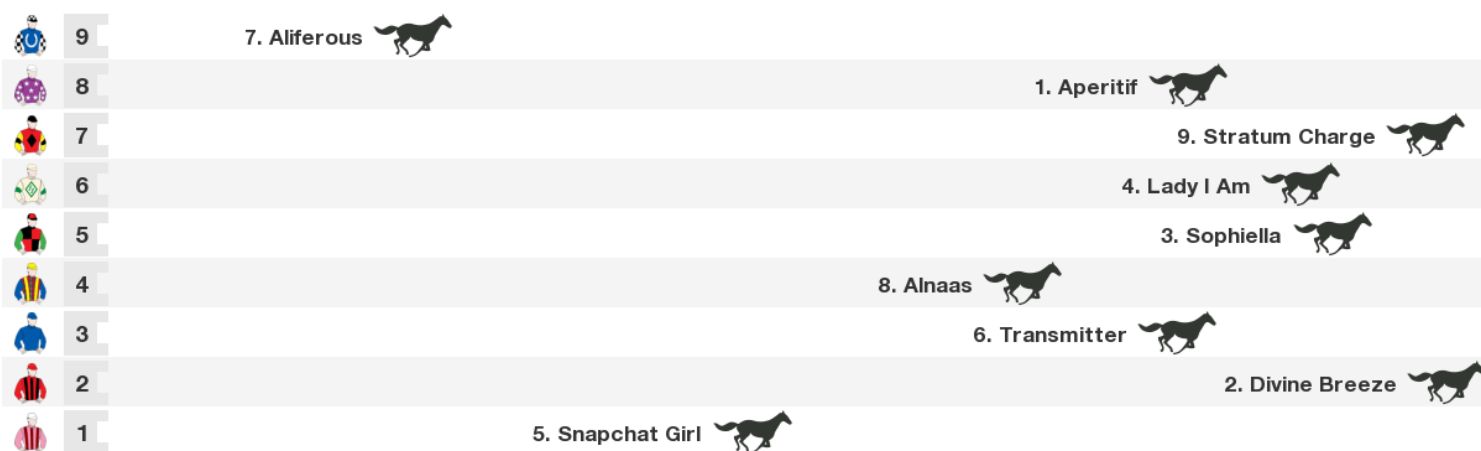 9 7. Aliferous
8 1. Aperitif
7 9. Stratum Charge
6 4. Lady I Am
5 3. Sophiella
4 8. Alnaas
3 6. Transmitter
2 2. Divine Breeze
1 5. Snapchat Girl